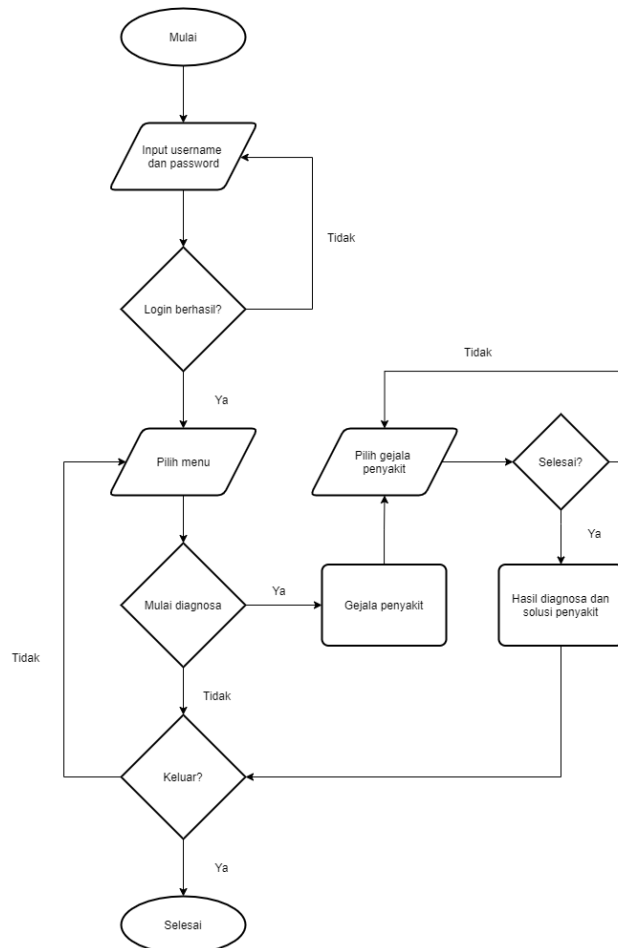 Mulai
Input username
dan password
Tidak
Login berhasil?
Ya
Tidak
Pilih menu
Pilih gejala
penyakit
Selesai?
Ya
Mulai diagnosa
Ya
Gejala penyakit
Hasil diagnosa dan
solusi penyakit
Tidak
Tidak
Keluar?
Ya
Selesai